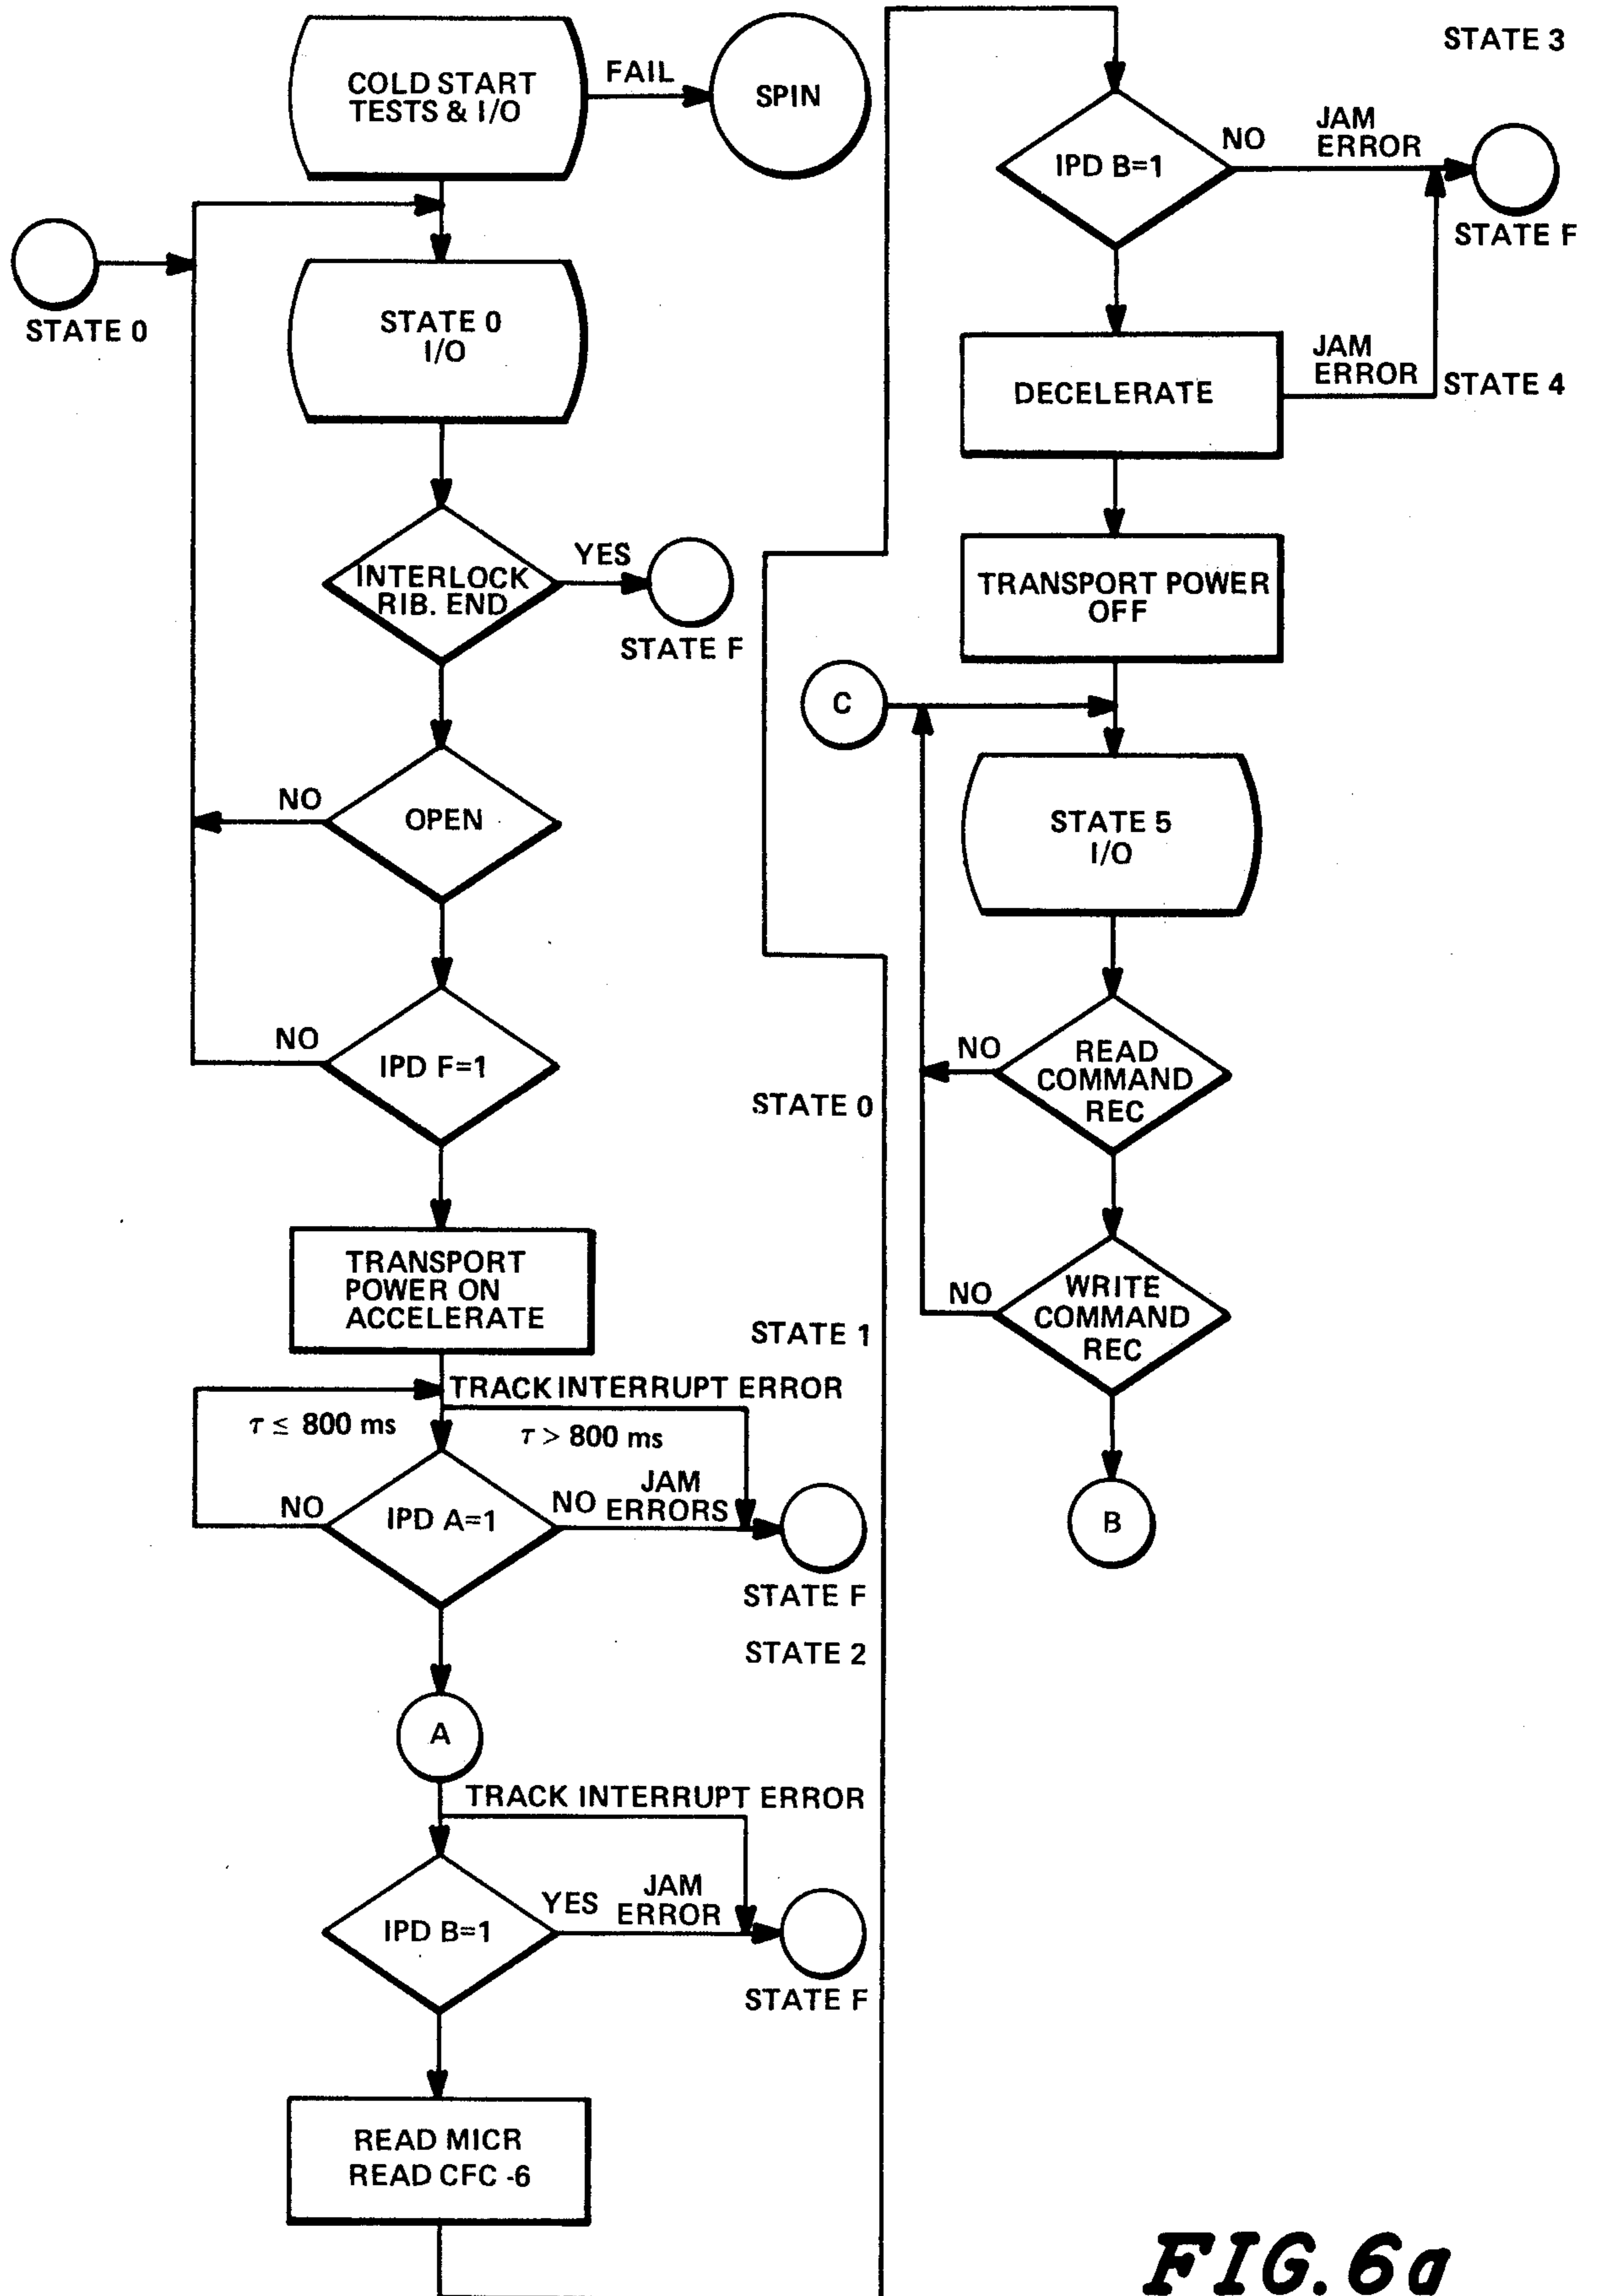 COLD START
TESTS & I/O
FAIL
SPIN
STATE 0
STATE 0
I/O
INTERLOCK
RIB. END
YES
STATE F
OPEN
NO
IPD F=1
NO
STATE 0
TRANSPORT
POWER ON
ACCELERATE
STATE 1
TRACK INTERRUPT ERROR
τ ≤ 800 ms
τ > 800 ms
NO
IPD A=1
NO
JAM
ERRORS
STATE F
STATE 2
A
TRACK INTERRUPT ERROR
IPD B=1
YES
JAM
ERROR
STATE F
READ MICR
READ CFC -6
STATE 3
IPD B=1
NO
JAM
ERROR
STATE F
DECELERATE
JAM
ERROR
STATE 4
TRANSPORT POWER
OFF
C
STATE 5
I/O
NO
READ
COMMAND
REC
NO
WRITE
COMMAND
REC
B
FIG. 6a